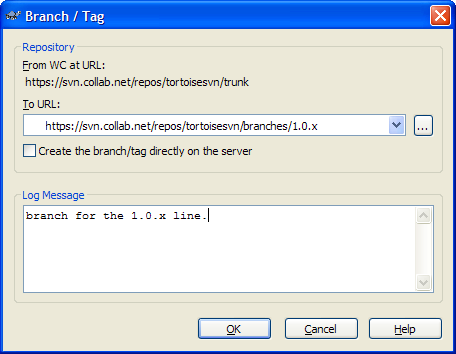 Branch / Tag
Repository
From WC at URL:
https://svn.collab.net/repos/tortoisesvn/trunk
To URL:
https://svn.collab.net/repos/tortoisesvn/branches/1.0.x
...
Create the branch/tag directly on the server
Log Message
branch for the 1.0.x line.
OK Cancel Help